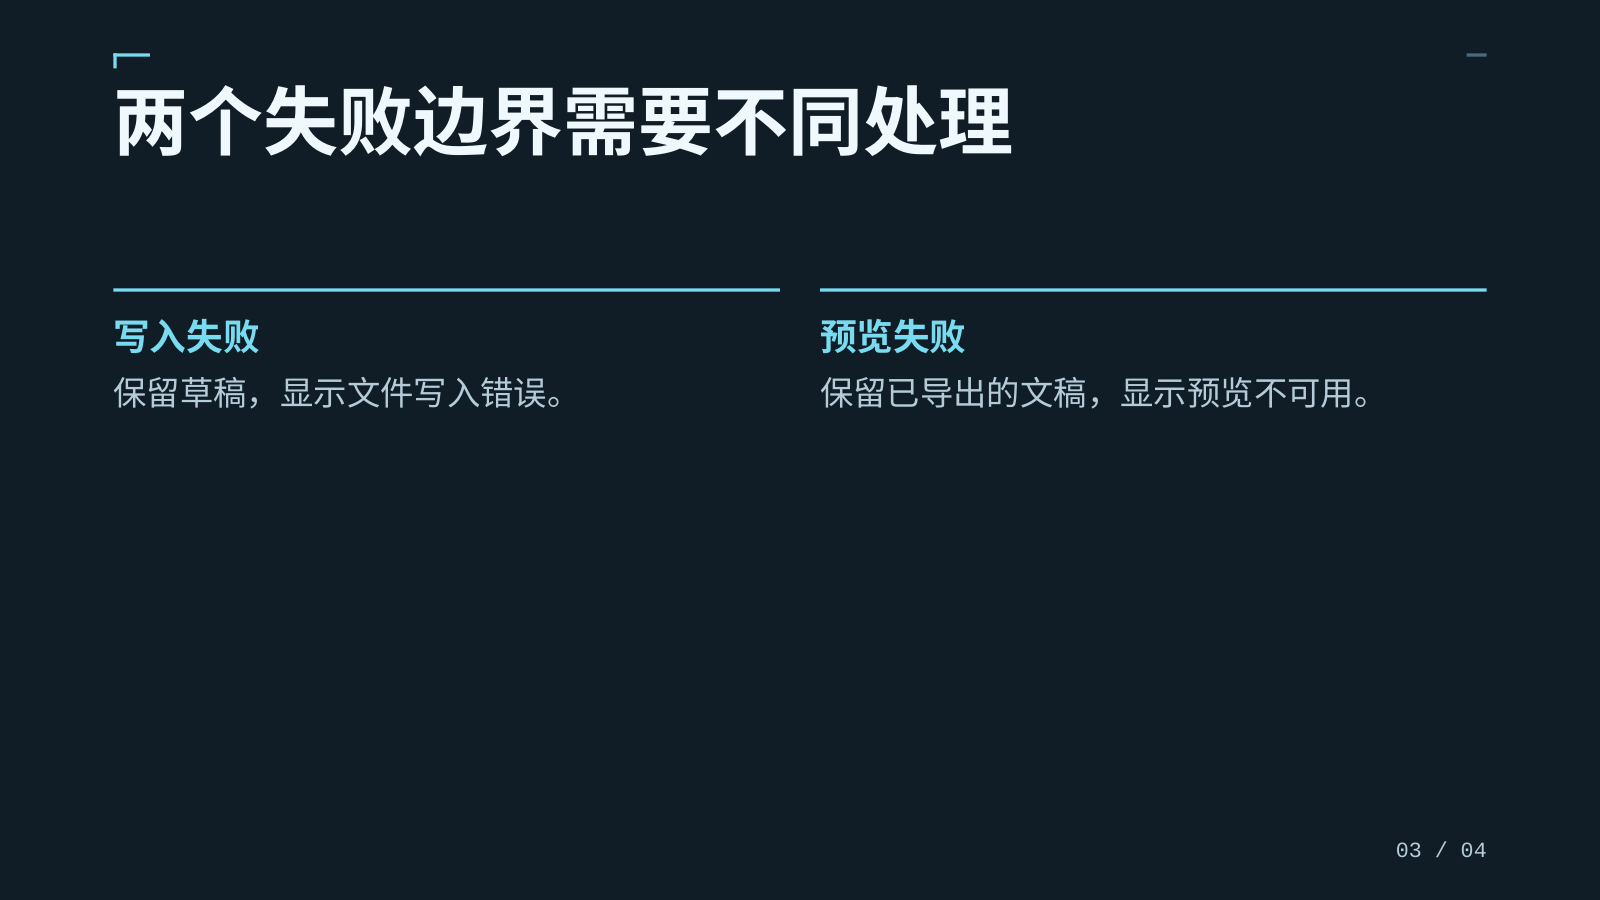 两个失败边界需要不同处理
写入失败
保留草稿，显示文件写入错误。
预览失败
保留已导出的文稿，显示预览不可用。
03 / 04